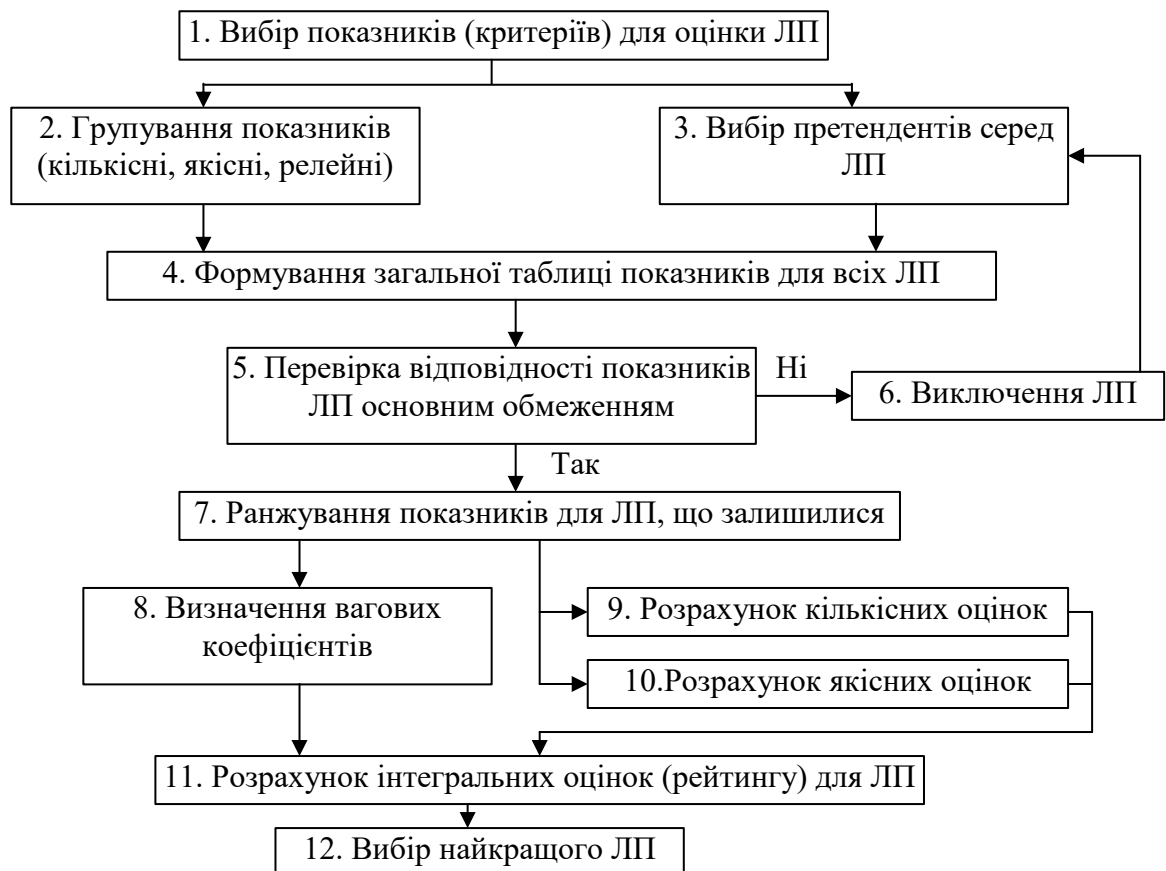 1. Вибір показників (критеріїв) для оцінки ЛП
2. Групування показників
(кількісні, якісні, релейні)
3. Вибір претендентів серед
ЛП
4. Формування загальної таблиці показників для всіх ЛП
5. Перевірка відповідності показників
ЛП основним обмеженням
Ні
6. Виключення ЛП
Так
7. Ранжування показників для ЛП, що залишилися
8. Визначення вагових
коефіцієнтів
9. Розрахунок кількісних оцінок
10.Розрахунок якісних оцінок
11. Розрахунок інтегральних оцінок (рейтингу) для ЛП
12. Вибір найкращого ЛП